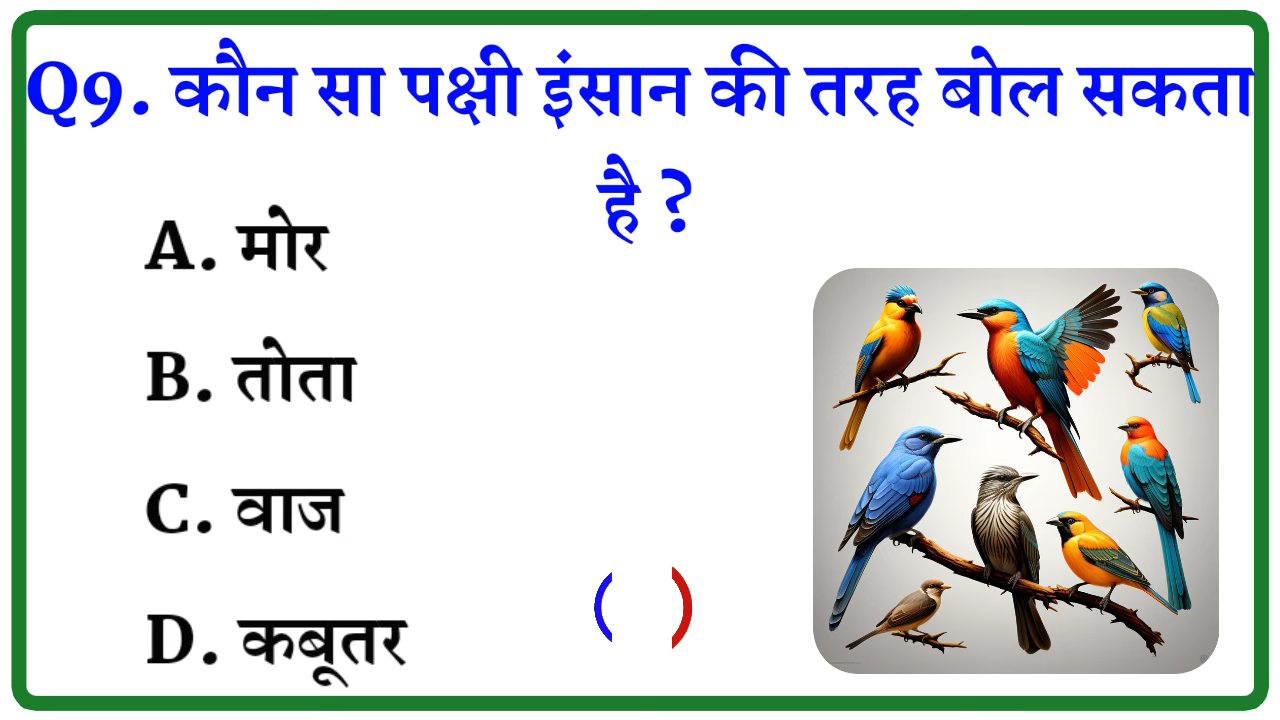 Q9. कौन सा पक्षी इंसान की तरह बोल सकता
है ?
A. मोर
B. तोता
C. वाज
D. कबूतर
( )